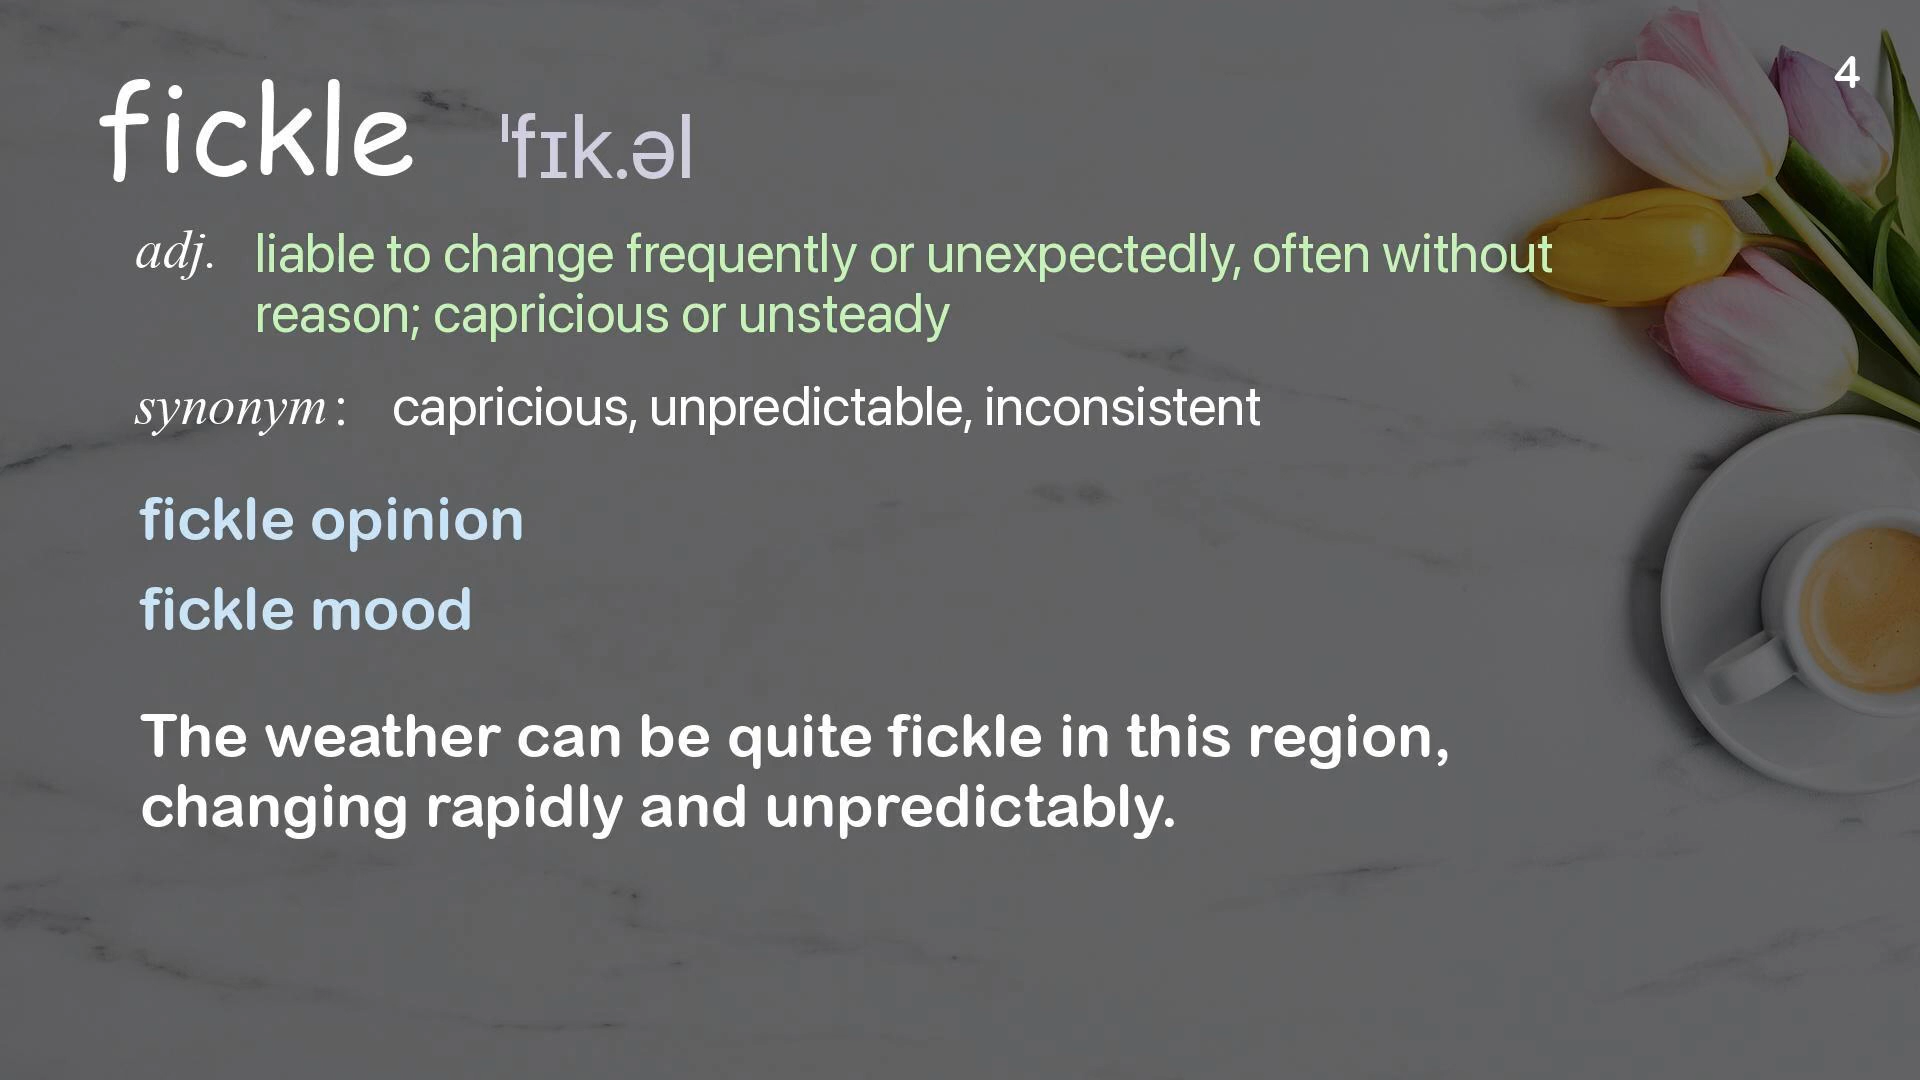 4
fickle ˈfɪk.əl
adj. liable to change frequently or unexpectedly, often without
reason; capricious or unsteady
synonym: capricious, unpredictable, inconsistent
fickle opinion
fickle mood
The weather can be quite fickle in this region,
changing rapidly and unpredictably.